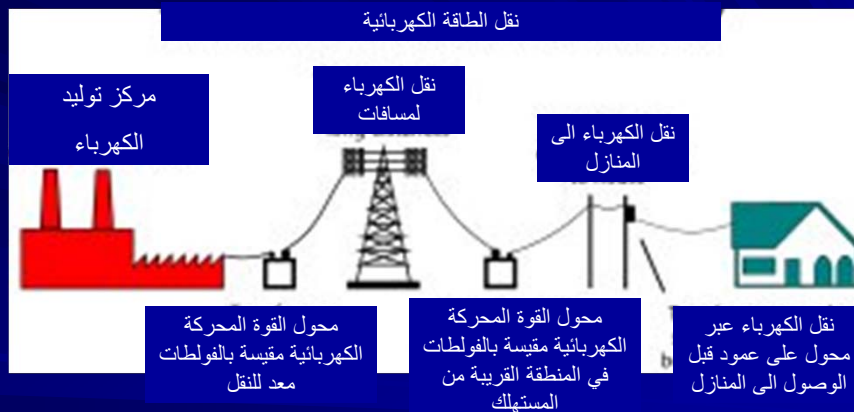 نقل الطاقة الكهربائية
مركز توليد
الكهرباء
نقل الكهرباء
لمسافات
نقل الكهرباء الى
المنازل
محول القوة المحركة
الكهربائية مقيسة بالفولطات
معد للنقل
محول القوة المحركة
الكهربائية مقيسة بالفولطات
في المنطقة القريبة من
المستهلك
نقل الكهرباء عبر
محول على عمود قبل
الوصول الى المنازل